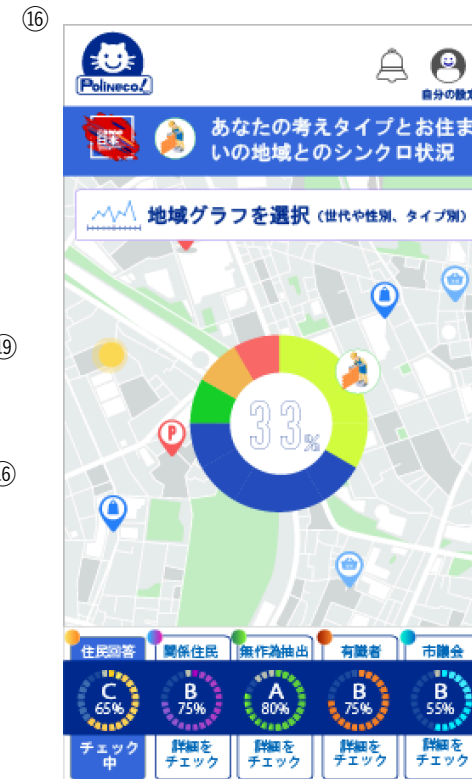 ⑯
Polineco!
自分の設定
あなたの考えタイプとお住ま
いの地域とのシンクロ状況
地域グラフを選択（世代や性別、タイプ別）
⑲
P
33%
住民回答
関係住民
無作為抽出
有識者
市議会
C
65%
B
75%
A
80%
B
75%
B
55%
チェック
中
詳細を
チェック
詳細を
チェック
詳細を
チェック
詳細を
チェック